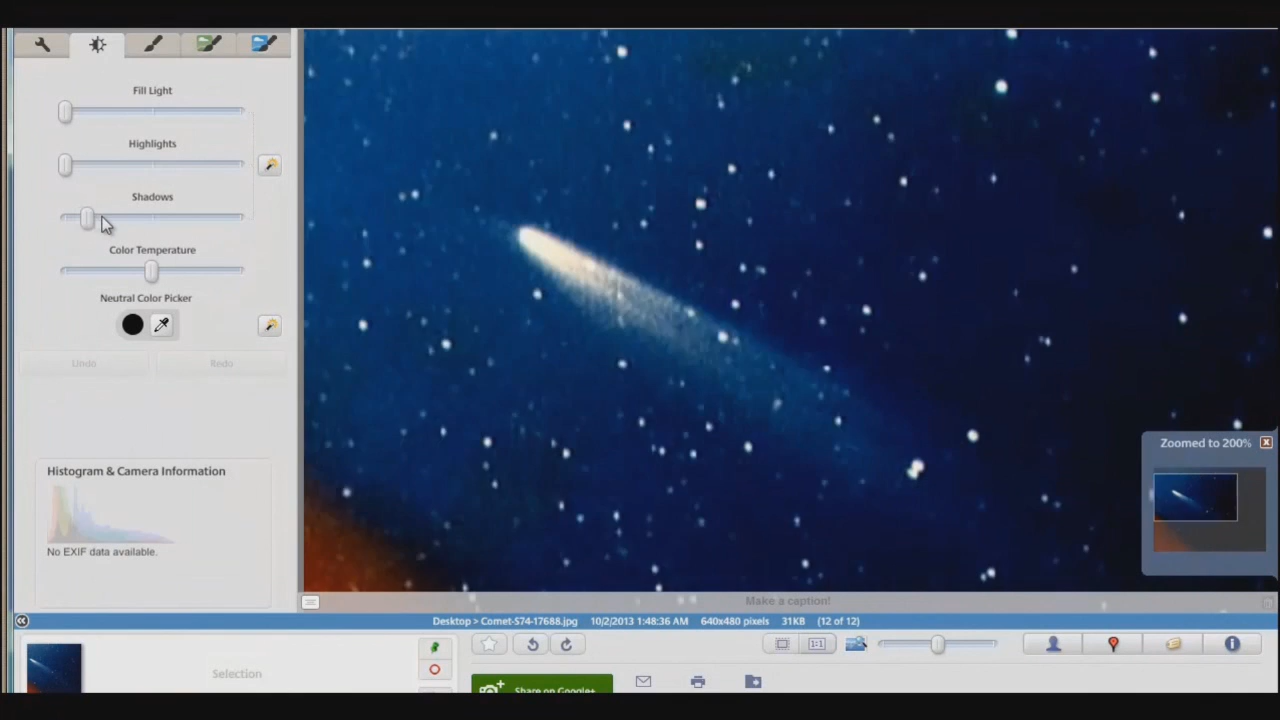 Fill Light
Highlights
Shadows
Color Temperature
Neutral Color Picker
Undo
Redo
Histogram & Camera Information
No EXIF data available.
Zoomed to 200%
Make a caption!
Desktop > Comet-S74-17688.jpg 10/2/2013 1:48:36 AM 640x480 pixels 31KB (12 of 12)
1:1
Selection
Share on Google+